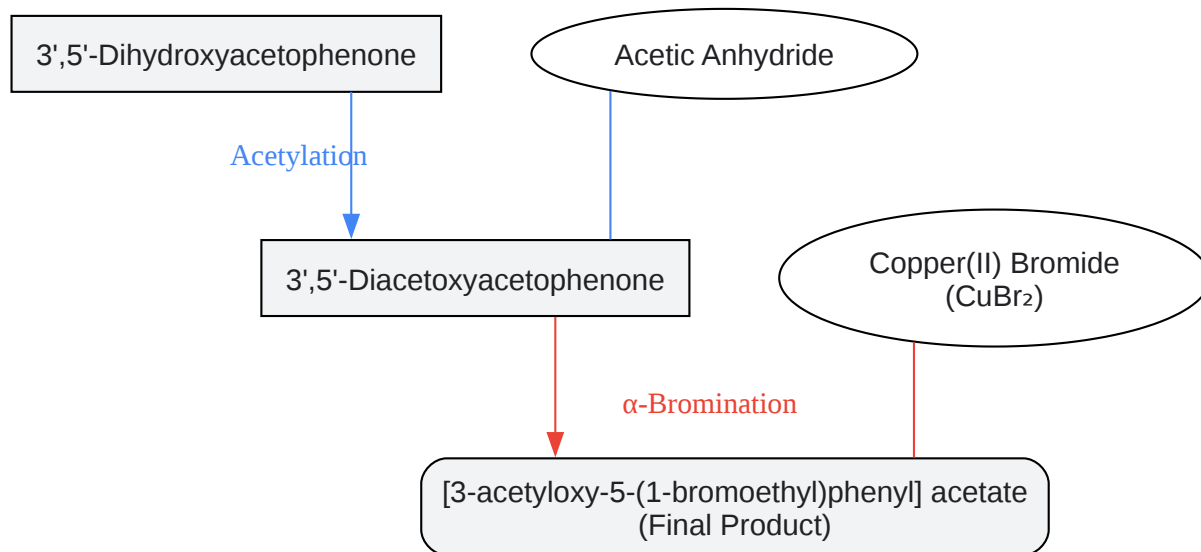 3',5'-Dihydroxyacetophenone
Acetic Anhydride
Acetylation
3',5'-Diacetoxyacetophenone
Copper(II) Bromide
(CuBr₂)
α-Bromination
[3-acetyloxy-5-(1-bromoethyl)phenyl] acetate
(Final Product)